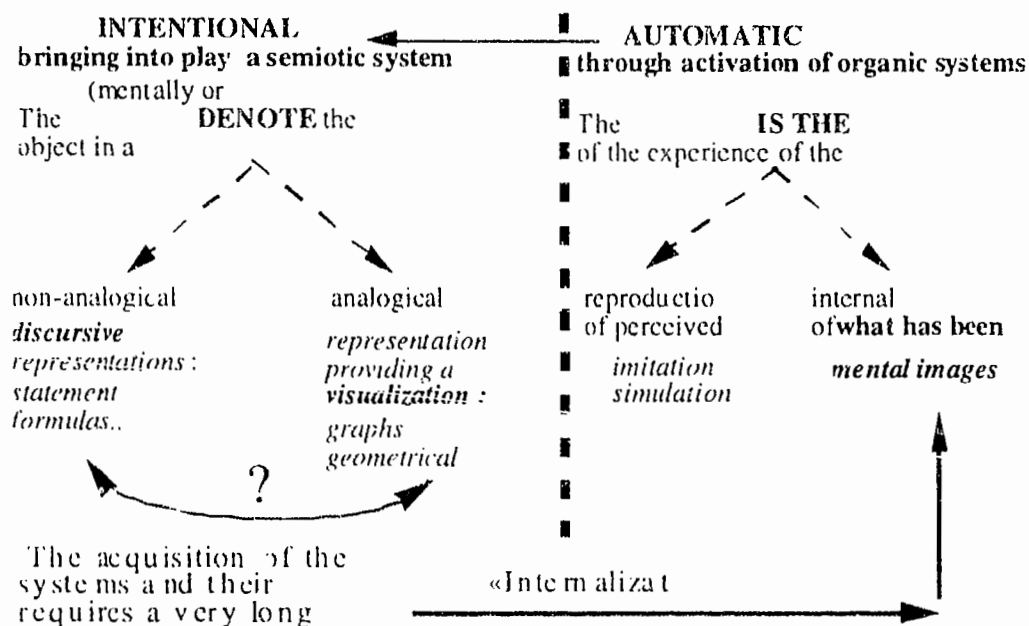 INTENTIONAL
bringing into play a semiotic system
(mentally or
The DENOTE the
object in a
AUTOMATIC
through activation of organic systems
The IS THE
of the experience of the
non-analogical
discursive
representations :
statement
formulas..
analogical
representation
providing a
visualization :
graphs
geometrical
reproductio
of perceived
imitation
simulation
internal
ofwhat has been
mental images
?
The acquisition of the
systems and their
requires a very long
«Internalizat